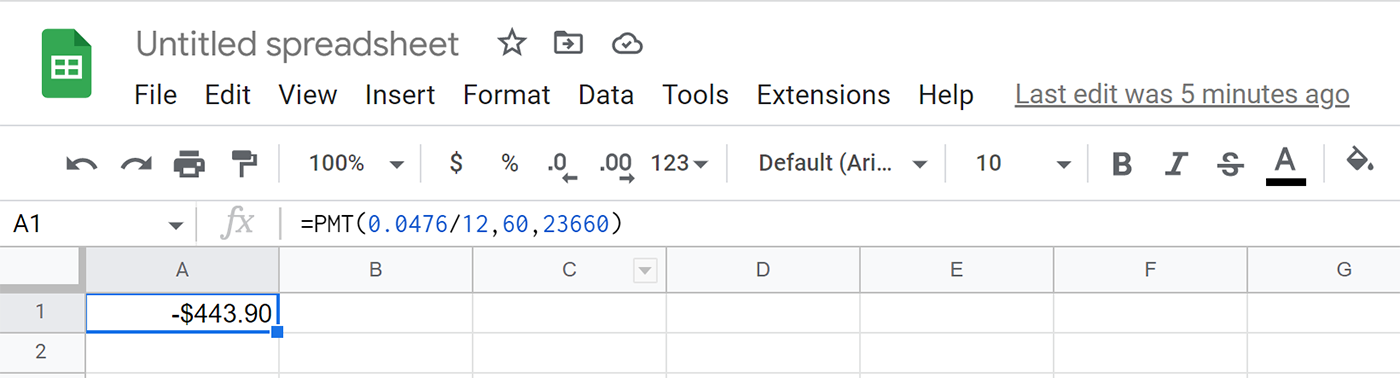 Untitled spreadsheet
File Edit View Insert Format Data Tools Extensions Help Last edit was 5 minutes ago
100% $ % .0 .00 123 Default (Ari... 10 B I S A
A1 fx =PMT(0.0476/12,60,23660)
A B C D E F G
1 -$443.90
2